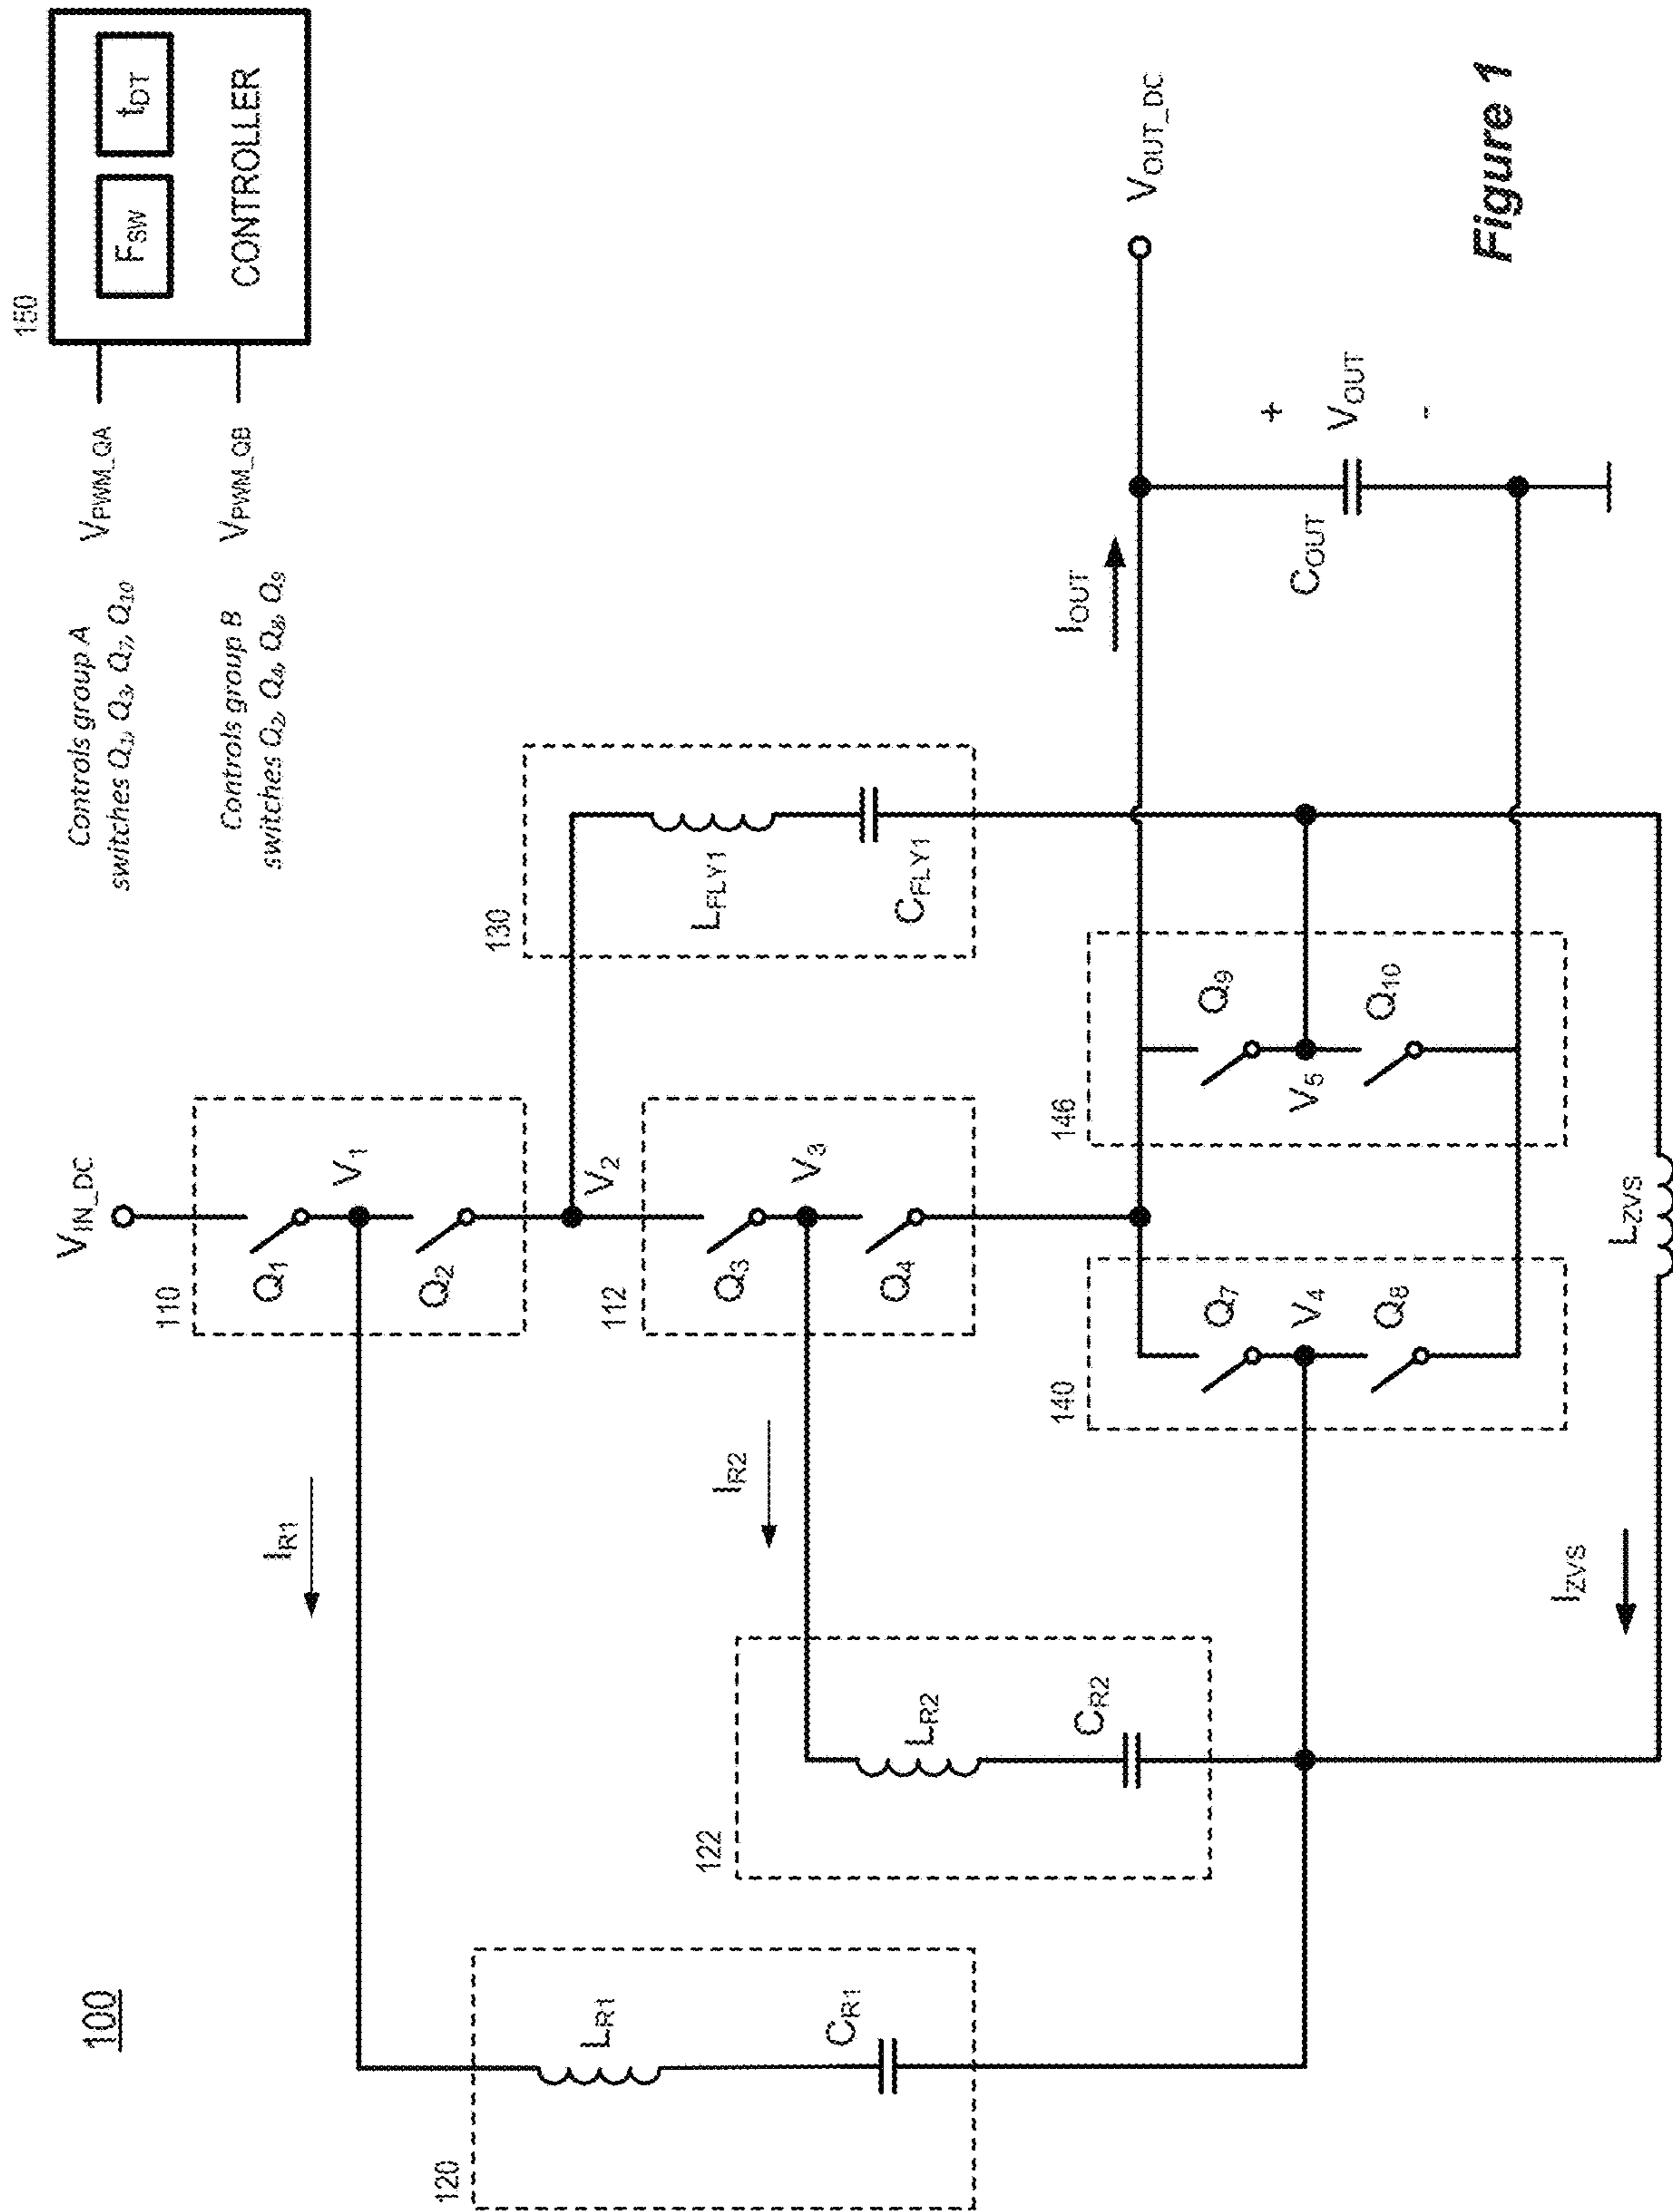 100
V_IN_DC
Controls group A
switches Q1, Q3, Q7, Q10
V_PWM_QA
150
F_SW
t_DT
CONTROLLER
Controls group B
switches Q2, Q4, Q8, Q9
V_PWM_QB
110
Q1
V1
Q2
I_R1
V2
120
L_R1
C_R1
130
L_FLY1
C_FLY1
112
Q3
V3
Q4
I_R2
122
L_R2
C_R2
I_OUT
V_OUT_DC
140
Q7
V4
Q8
146
Q9
V5
Q10
C_OUT
+
V_OUT
-
I_ZVS
L_ZVS
Figure 1